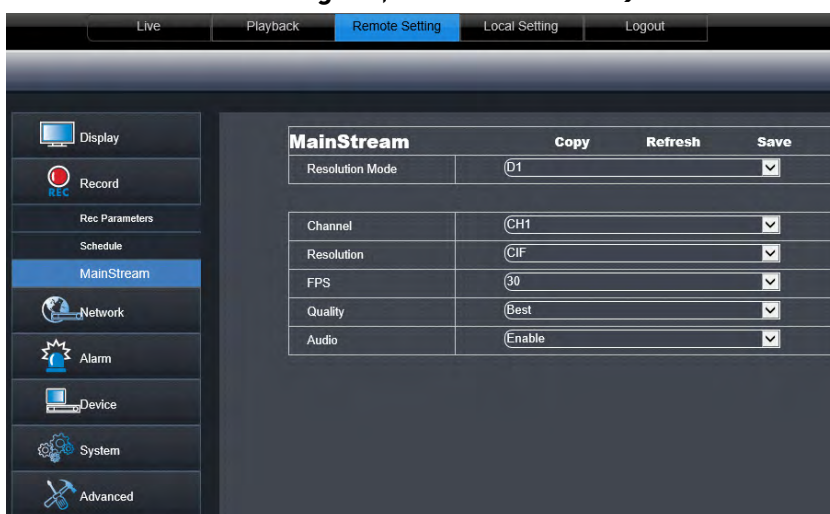 Live Playback Remote Setting Local Setting Logout
Display
Record
REC
Rec Parameters
Schedule
MainStream
Network
Alarm
Device
System
Advanced
MainStream Copy Refresh Save
Resolution Mode D1
Channel CH1
Resolution CIF
FPS 30
Quality Best
Audio Enable